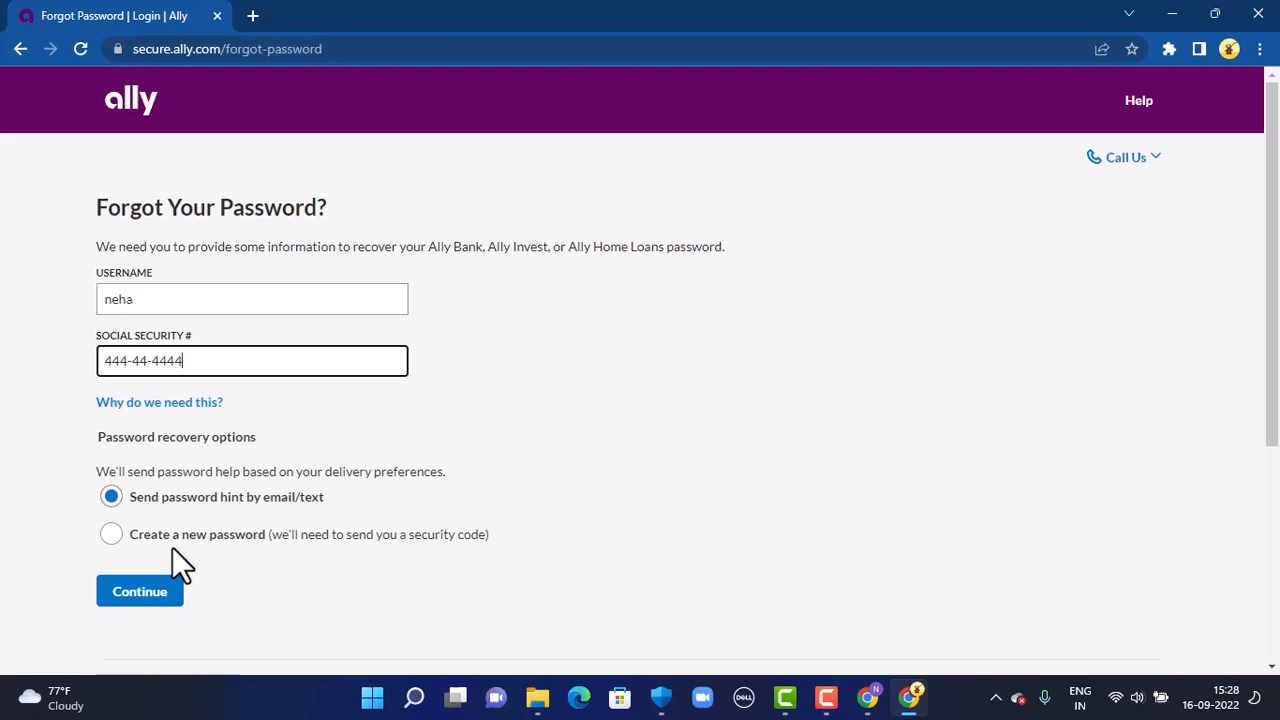 Forgot Password | Login | Ally
secure.ally.com/forgot-password
ally
Help
Call Us
Forgot Your Password?
We need you to provide some information to recover your Ally Bank, Ally Invest, or Ally Home Loans password.
USERNAME
neha
SOCIAL SECURITY #
444-44-4444
Why do we need this?
Password recovery options
We'll send password help based on your delivery preferences.
Send password hint by email/text
Create a new password (we'll need to send you a security code)
Continue
77°F
Cloudy
DELL
N
ENG
IN
15:28
16-09-2022